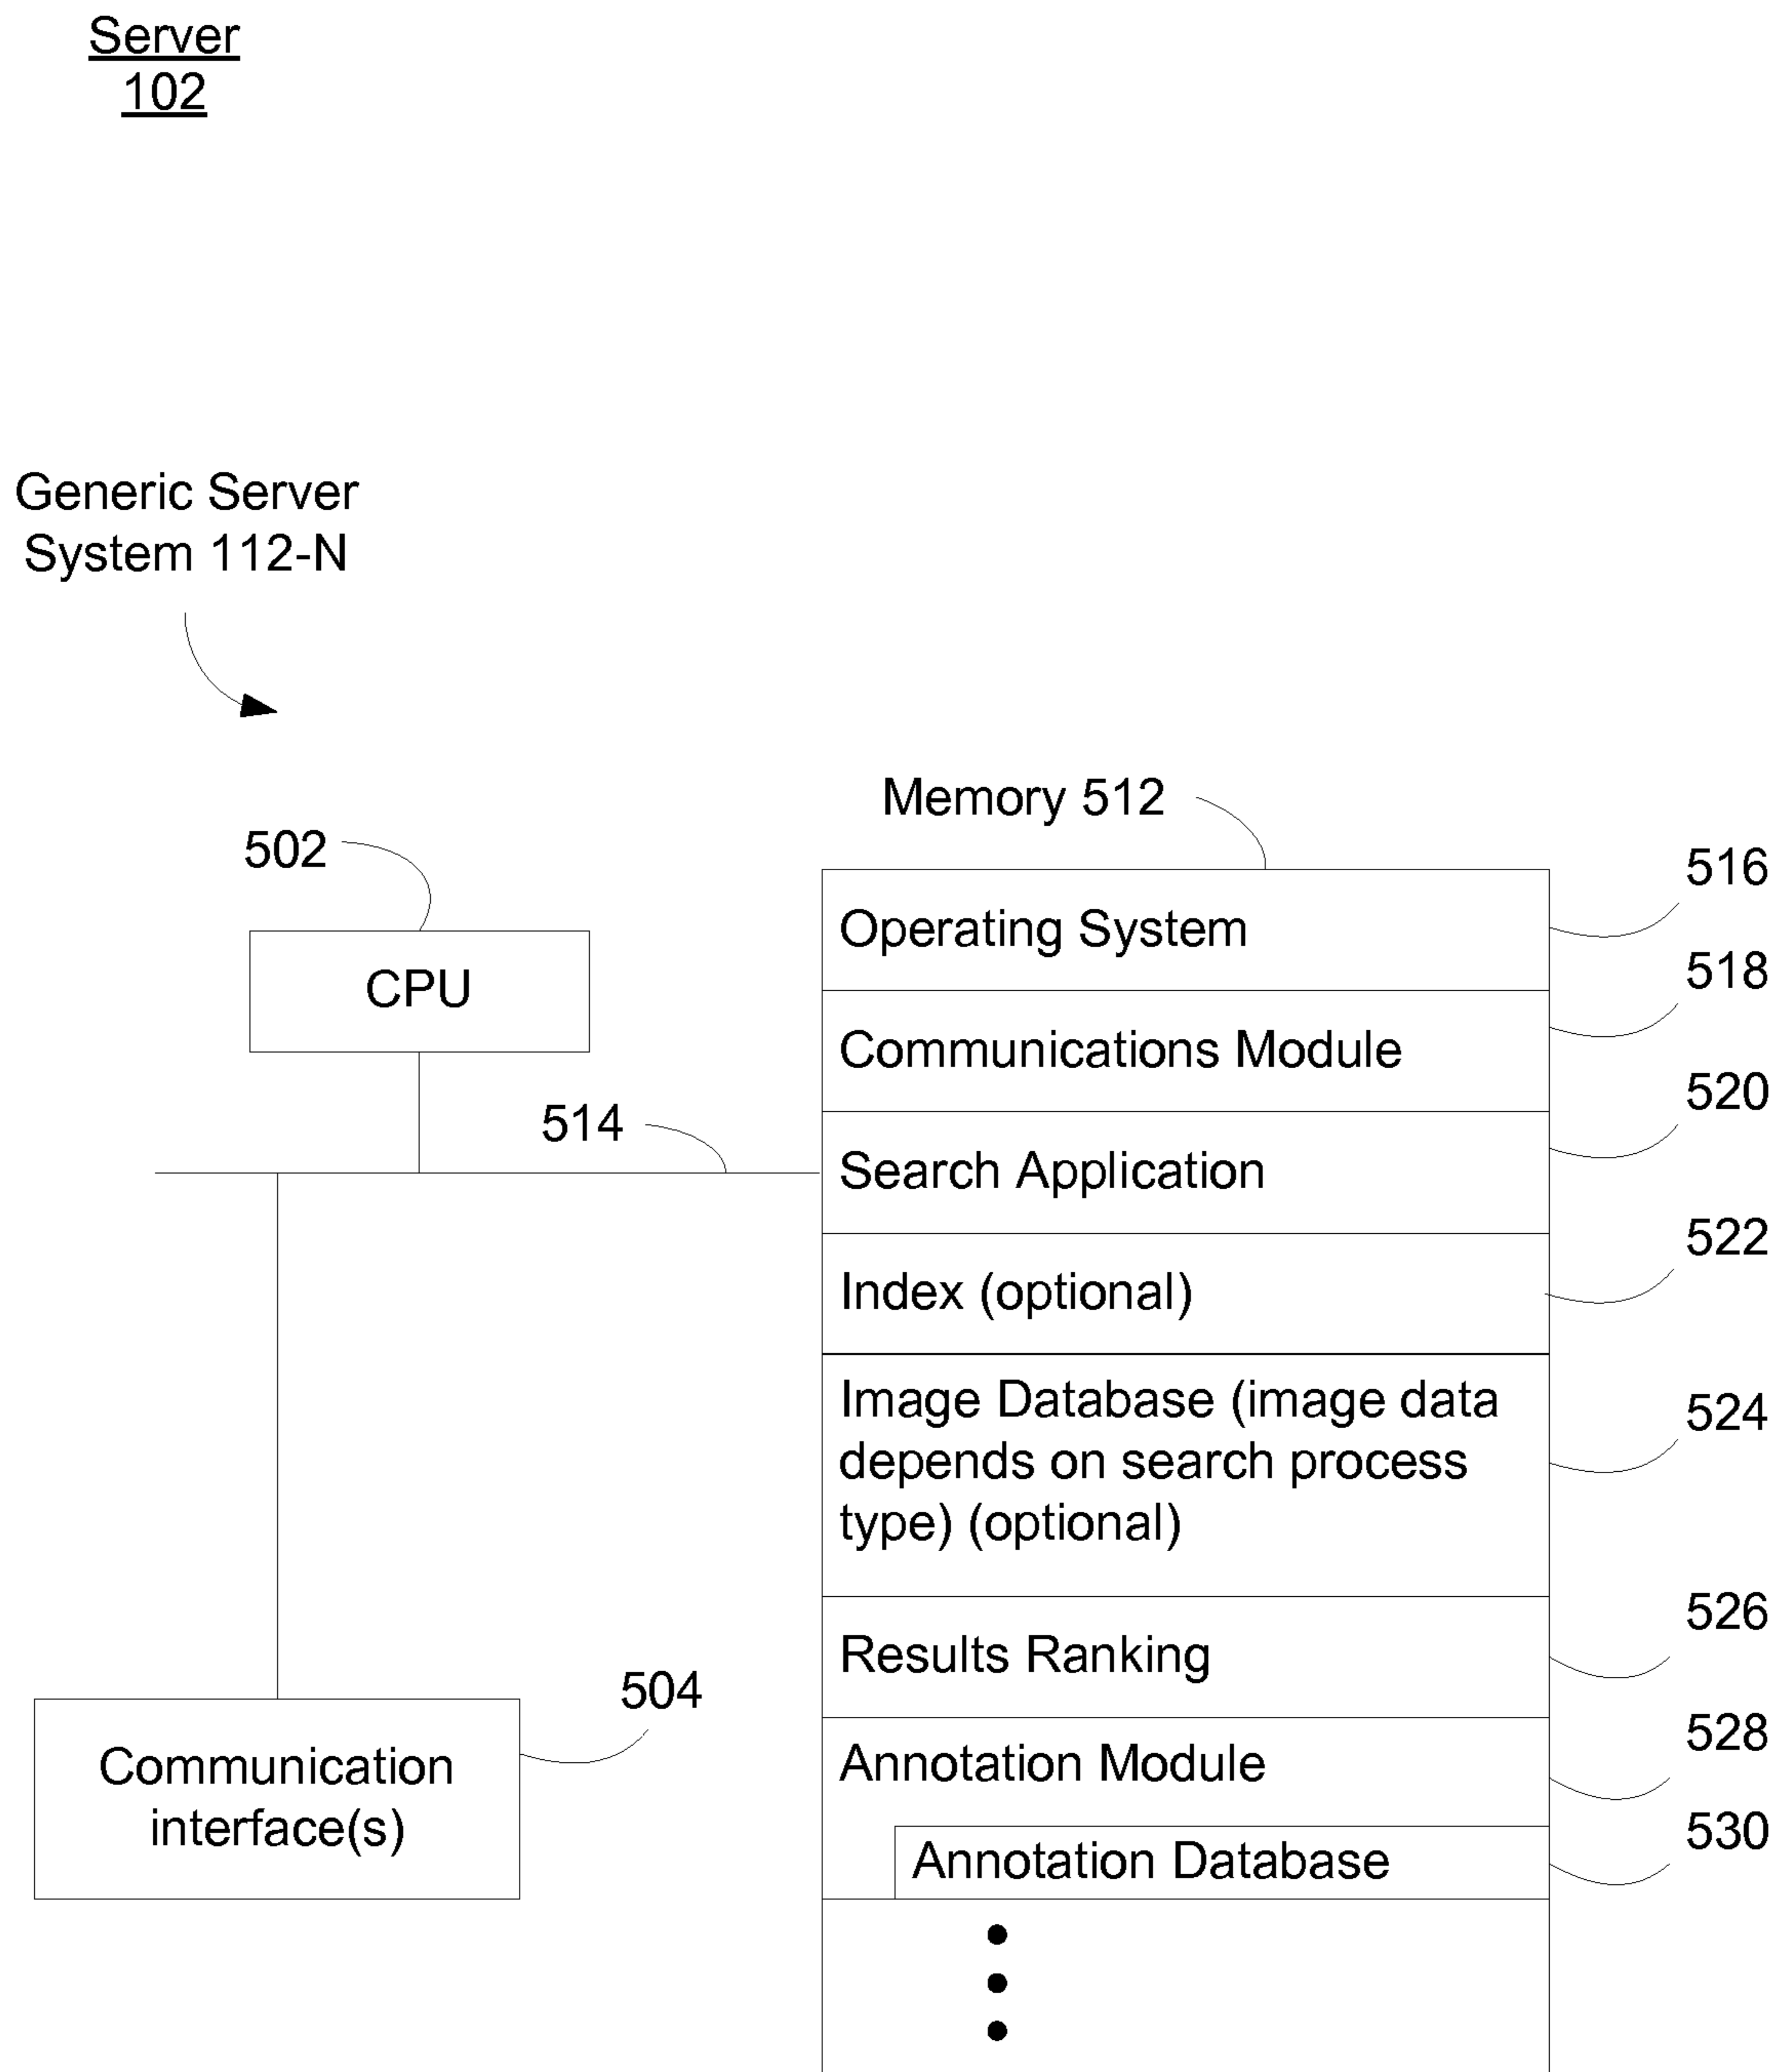 Server
102
Generic Server
System 112-N
Memory 512
502
516
Operating System
CPU
518
Communications Module
514
520
Search Application
522
Index (optional)
Image Database (image data
depends on search process
type) (optional)
524
526
Results Ranking
504
528
Communication
interface(s)
Annotation Module
530
Annotation Database